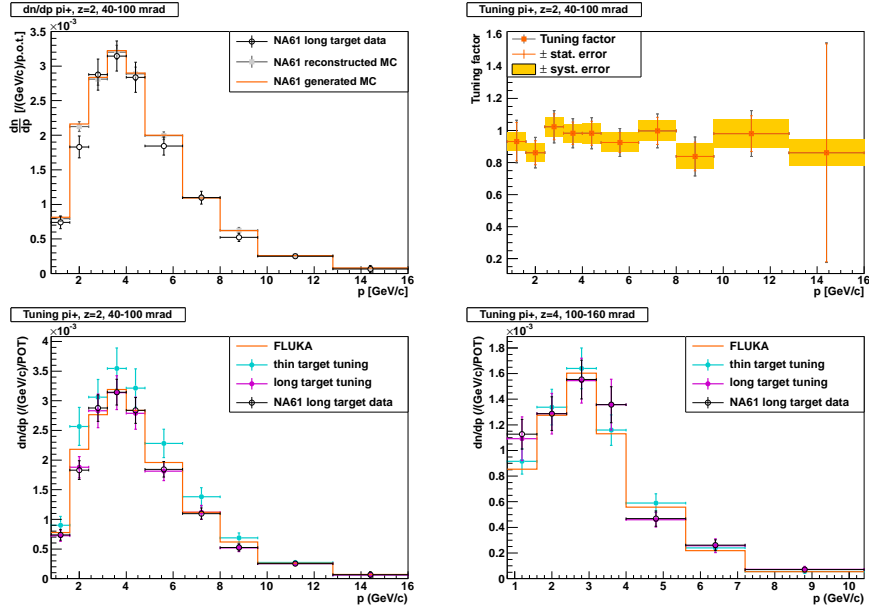 dn/dp pi+, z=2, 40-100 mrad
×10⁻³
dn/dp [/(GeV/c)/p.o.t.]
3.5
3
2.5
2
1.5
1
0.5
0
NA61 long target data
NA61 reconstructed MC
NA61 generated MC
2 4 6 8 10 12 14 16
p [GeV/c]
Tuning pi+, z=2, 40-100 mrad
Tuning factor
1.6
1.4
1.2
1
0.8
0.6
0.4
0.2
0
Tuning factor
± stat. error
± syst. error
2 4 6 8 10 12 14 16
p [GeV/c]
Tuning pi+, z=2, 40-100 mrad
×10⁻³
dn/dp (/(GeV/c)/POT)
4
3.5
3
2.5
2
1.5
1
0.5
0
FLUKA
thin target tuning
long target tuning
NA61 long target data
2 4 6 8 10 12 14 16
p (GeV/c)
Tuning pi+, z=4, 100-160 mrad
×10⁻³
dn/dp (/(GeV/c)/POT)
1.8
1.6
1.4
1.2
1
0.8
0.6
0.4
0.2
0
FLUKA
thin target tuning
long target tuning
NA61 long target data
1 2 3 4 5 6 7 8 9 10
p (GeV/c)